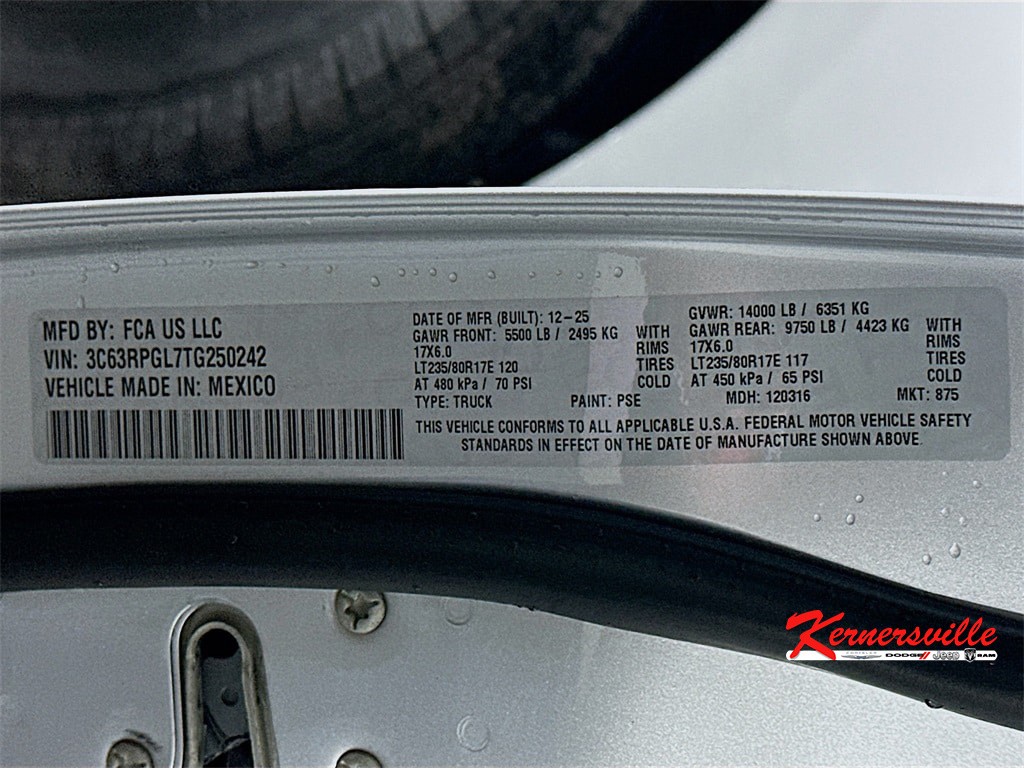 MFD BY: FCA US LLC
VIN: 3C63RPGL7TG250242
VEHICLE MADE IN: MEXICO
DATE OF MFR (BUILT): 12-25
GAWR FRONT: 5500 LB / 2495 KG WITH
17X6.0 RIMS
LT235/80R17E 120 TIRES
AT 480 kPa / 70 PSI COLD
GVWR: 14000 LB / 6351 KG
GAWR REAR: 9750 LB / 4423 KG WITH
17X6.0 RIMS
LT235/80R17E 117 TIRES
AT 450 kPa / 65 PSI COLD
TYPE: TRUCK PAINT: PSE MDH: 120316 MKT: 875
THIS VEHICLE CONFORMS TO ALL APPLICABLE U.S.A. FEDERAL MOTOR VEHICLE SAFETY
STANDARDS IN EFFECT ON THE DATE OF MANUFACTURE SHOWN ABOVE.
Kernersville
CHRYSLER DODGE Jeep RAM